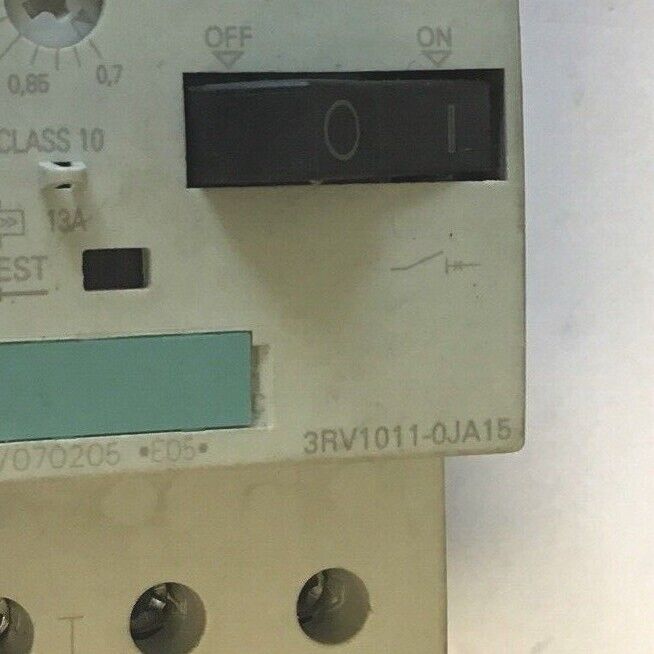 OFF ON
0,85 0,7
O I
CLASS 10
13A
EST
/070205 *E05*
3RV1011-0JA15
T